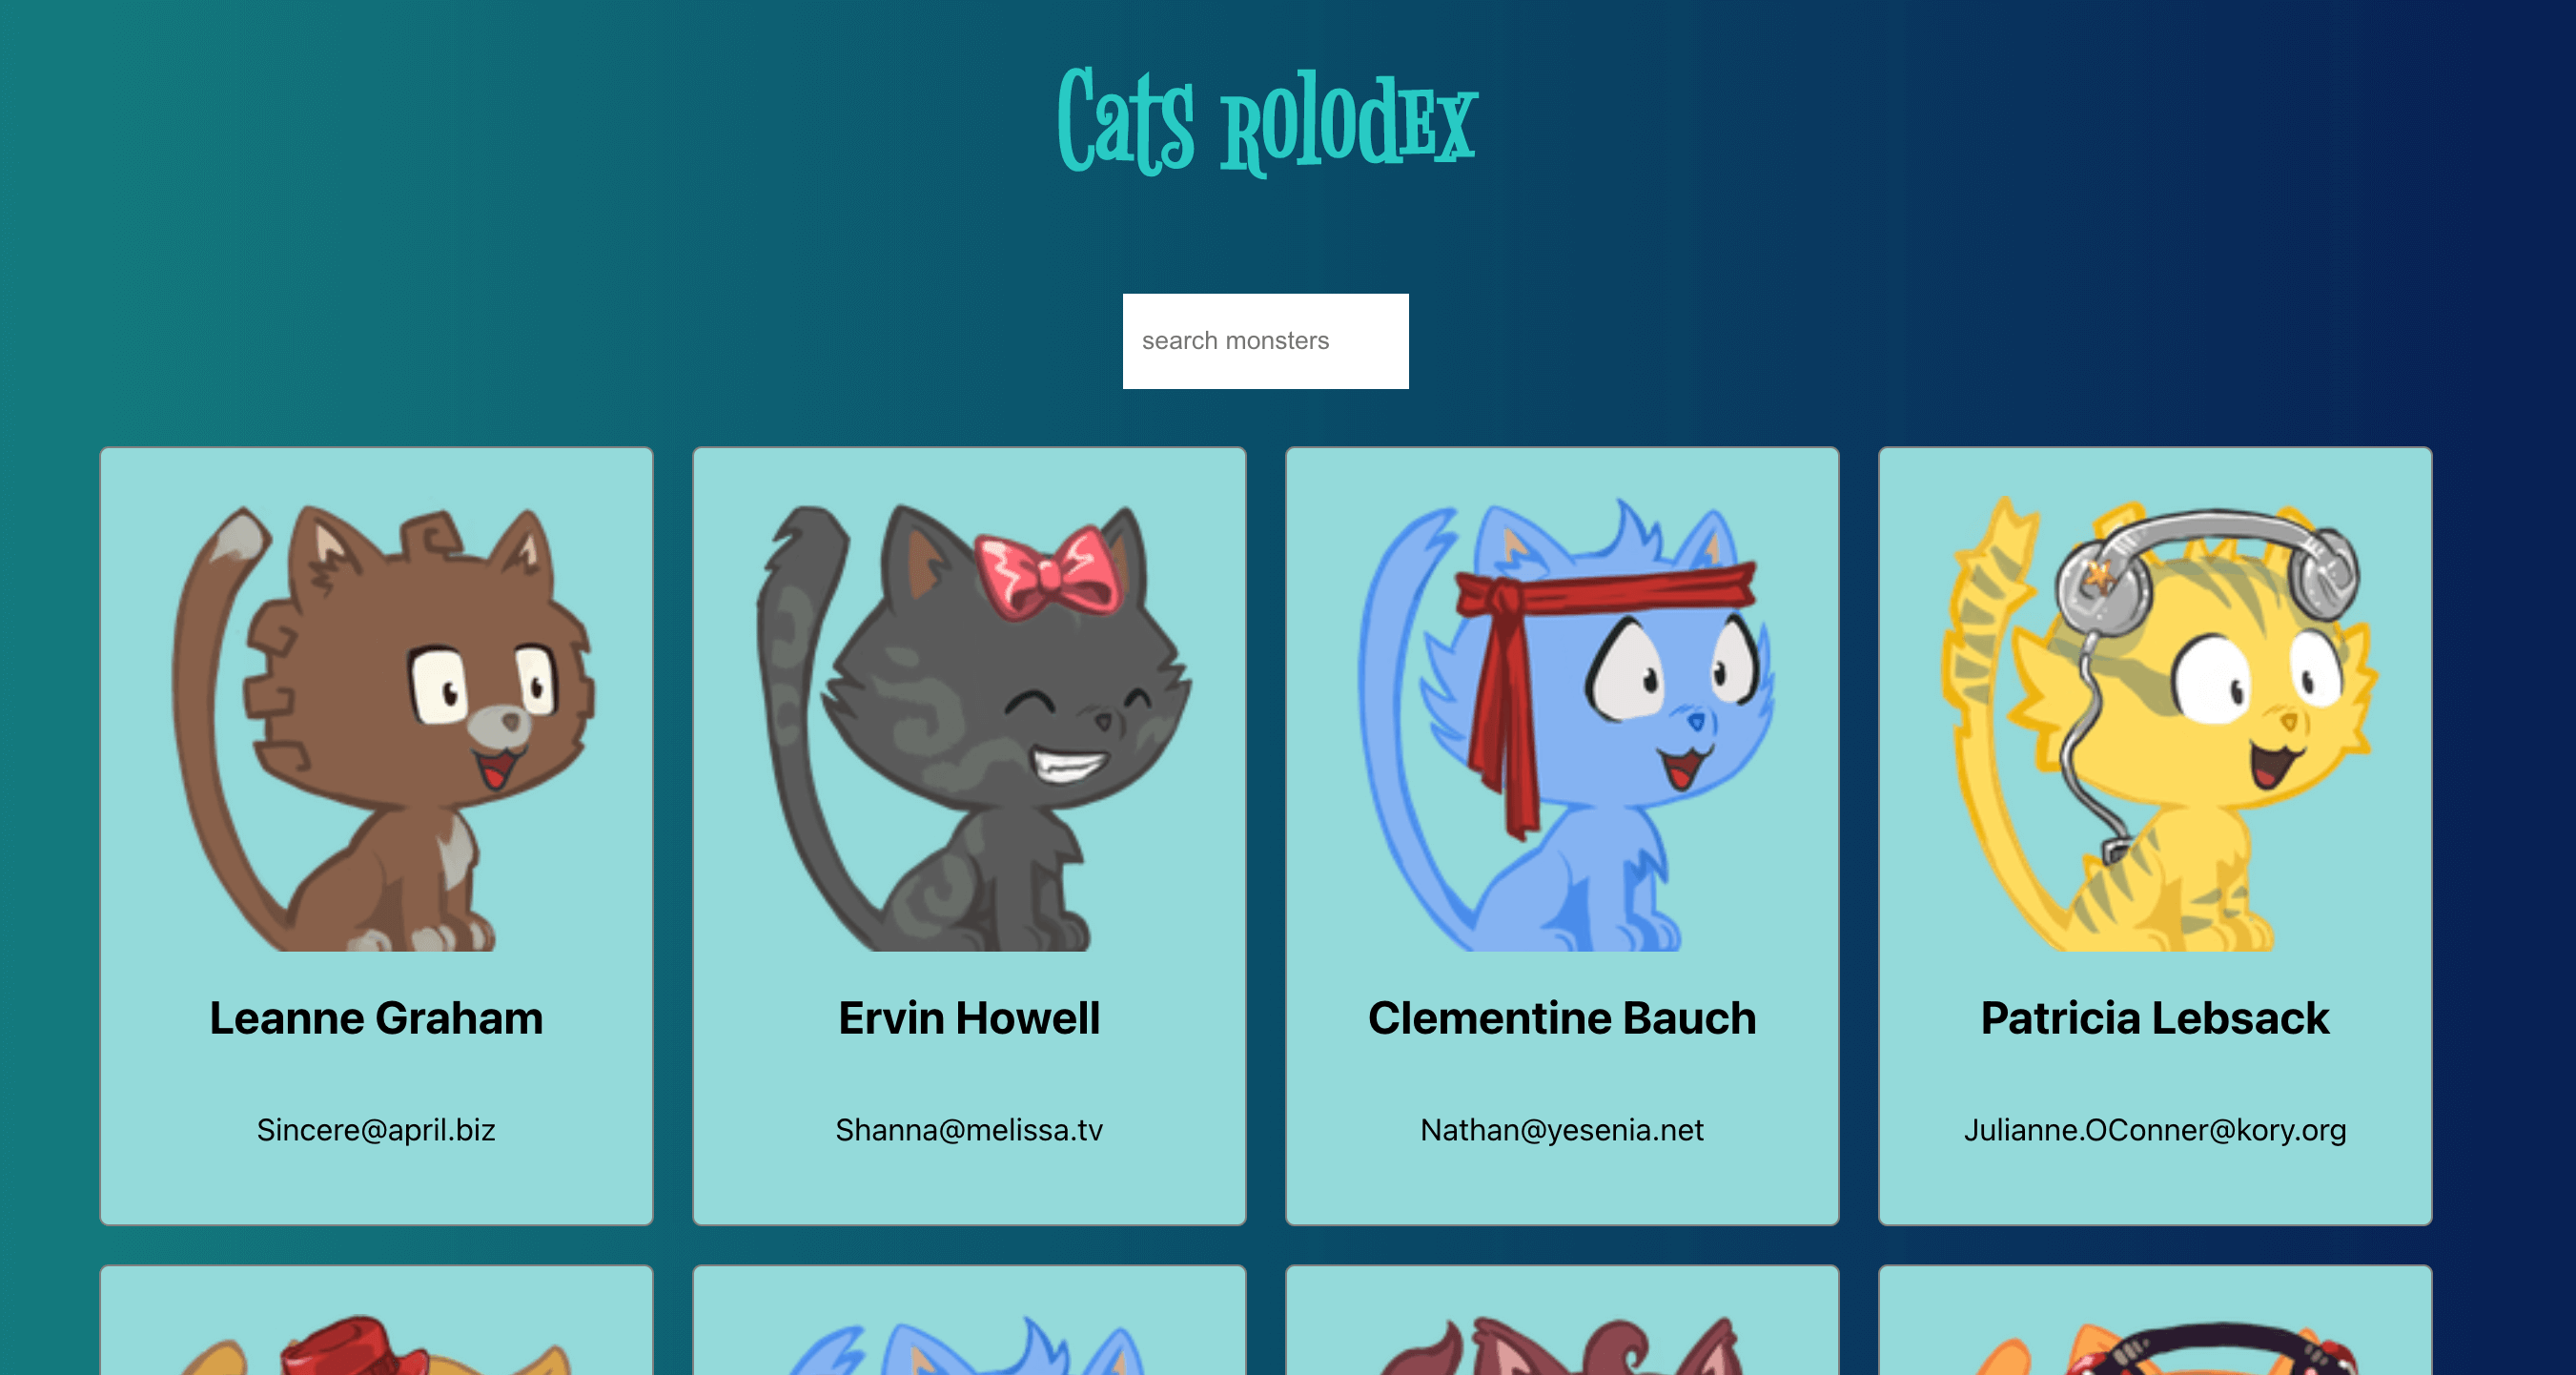 Cats Rolodex
search monsters
Leanne Graham
Sincere@april.biz
Ervin Howell
Shanna@melissa.tv
Clementine Bauch
Nathan@yesenia.net
Patricia Lebsack
Julianne.OConner@kory.org